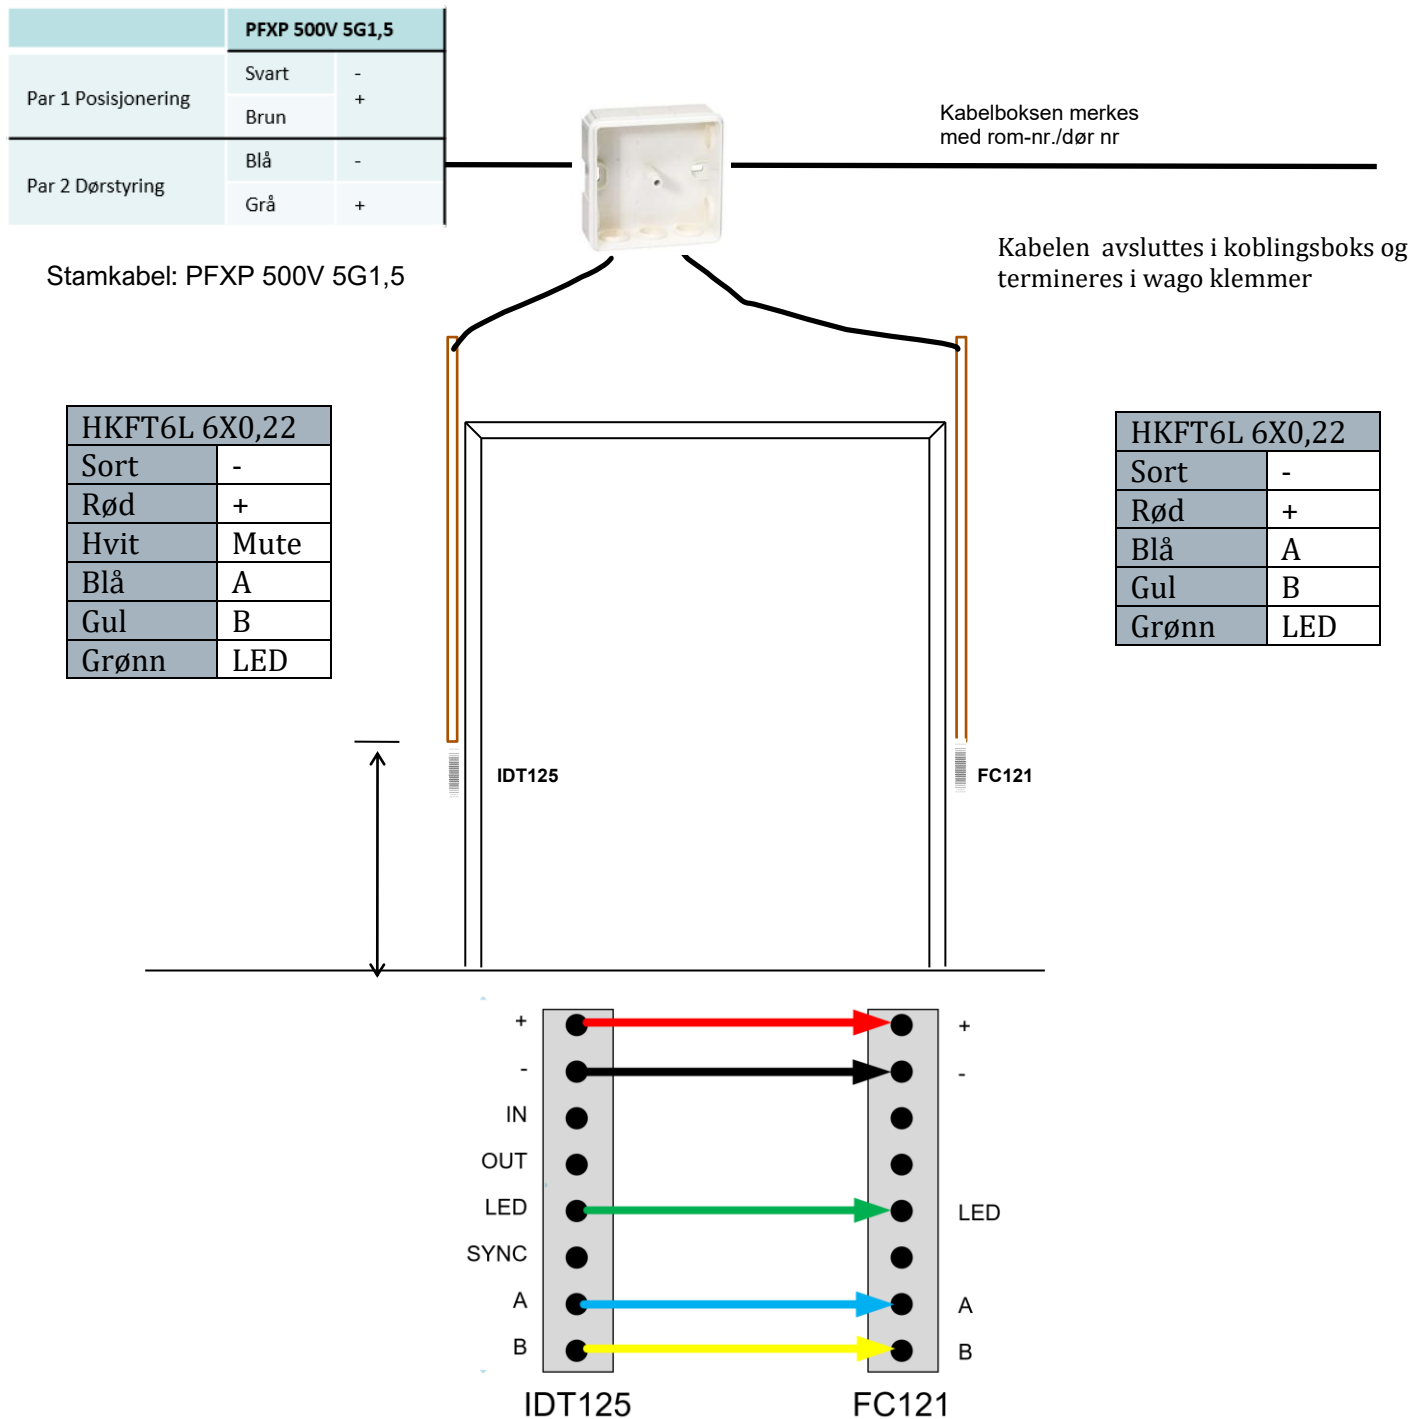 PFXP 500V 5G1,5
Par 1 Posisjonering
Svart -
Brun +
Par 2 Dørstyring
Blå -
Grå +
Kabelboksen merkes
med rom-nr./dør nr
Stamkabel: PFXP 500V 5G1,5
Kabelen avsluttes i koblingsboks og
termineres i wago klemmer
HKFT6L 6X0,22
Sort -
Rød +
Hvit Mute
Blå A
Gul B
Grønn LED
HKFT6L 6X0,22
Sort -
Rød +
Blå A
Gul B
Grønn LED
IDT125
FC121
+ +
- -
IN
OUT
LED LED
SYNC
A A
B B
IDT125 FC121